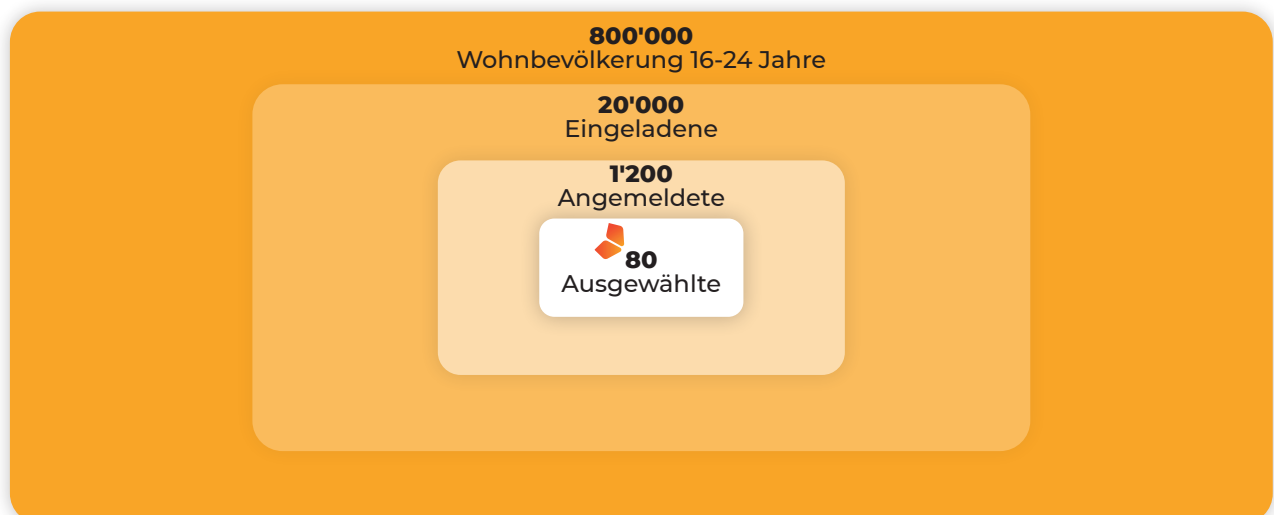 800'000
Wohnbevölkerung 16-24 Jahre
20'000
Eingeladene
1'200
Angemeldete
80
Ausgewählte